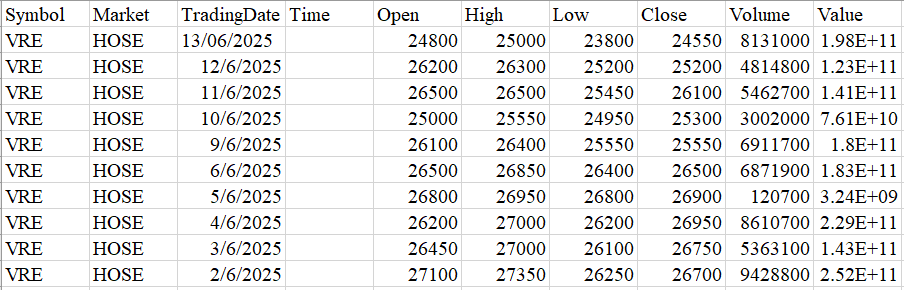 Symbol Market TradingDate Time Open High Low Close Volume Value
VRE HOSE 13/06/2025 24800 25000 23800 24550 8131000 1.98E+11
VRE HOSE 12/6/2025 26200 26300 25200 25200 4814800 1.23E+11
VRE HOSE 11/6/2025 26500 26500 25450 26100 5462700 1.41E+11
VRE HOSE 10/6/2025 25000 25550 24950 25300 3002000 7.61E+10
VRE HOSE 9/6/2025 26100 26400 25550 25550 6911700 1.8E+11
VRE HOSE 6/6/2025 26500 26850 26400 26500 6871900 1.83E+11
VRE HOSE 5/6/2025 26800 26950 26800 26900 120700 3.24E+09
VRE HOSE 4/6/2025 26200 27000 26200 26950 8610700 2.29E+11
VRE HOSE 3/6/2025 26450 27000 26100 26750 5363100 1.43E+11
VRE HOSE 2/6/2025 27100 27350 26250 26700 9428800 2.52E+11